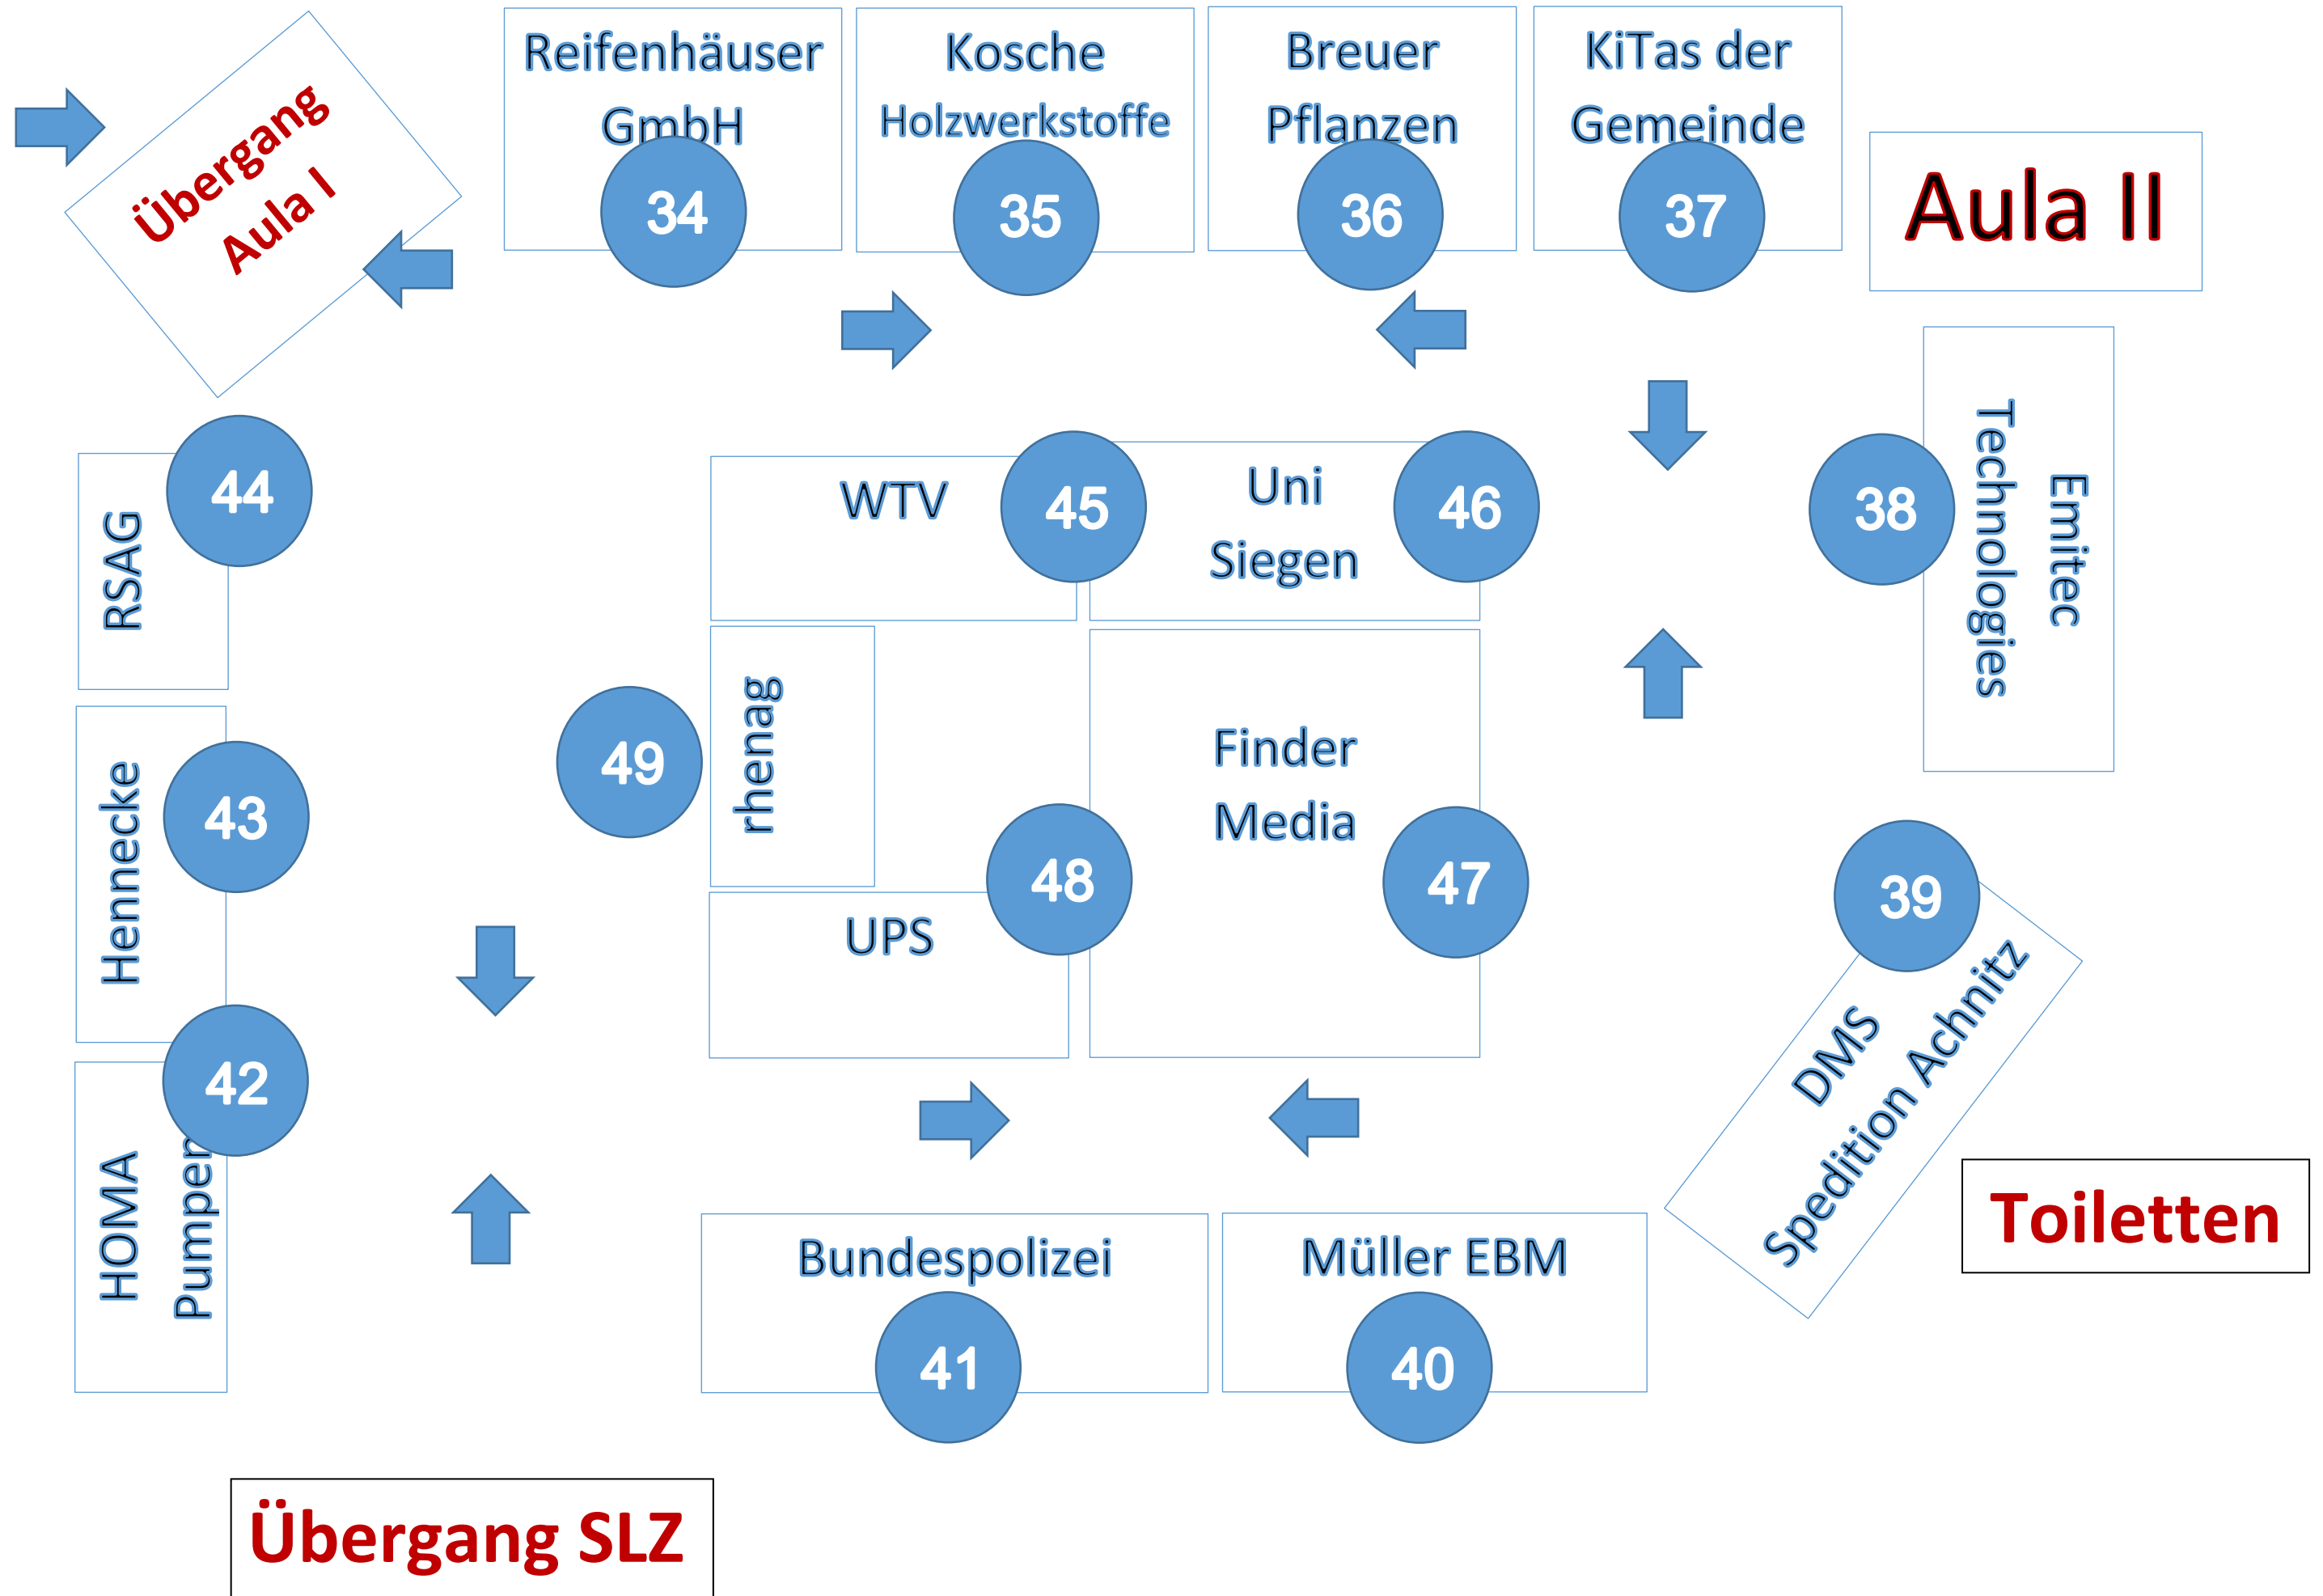 Übergang
Aula I
Reifenhäuser
GmbH
34
Kosche
Holzwerkstoffe
35
Breuer
Pflanzen
36
KiTas der
Gemeinde
37
Aula II
44
RSAG
WTV
45
Uni
Siegen
46
38
Emitec
Technologies
49
rhenag
Finder
Media
43
Hennecke
48
47
UPS
39
DMS
Spedition Achnitz
42
HOMA
Pumpen
Toiletten
Bundespolizei
41
Müller EBM
40
Übergang SLZ